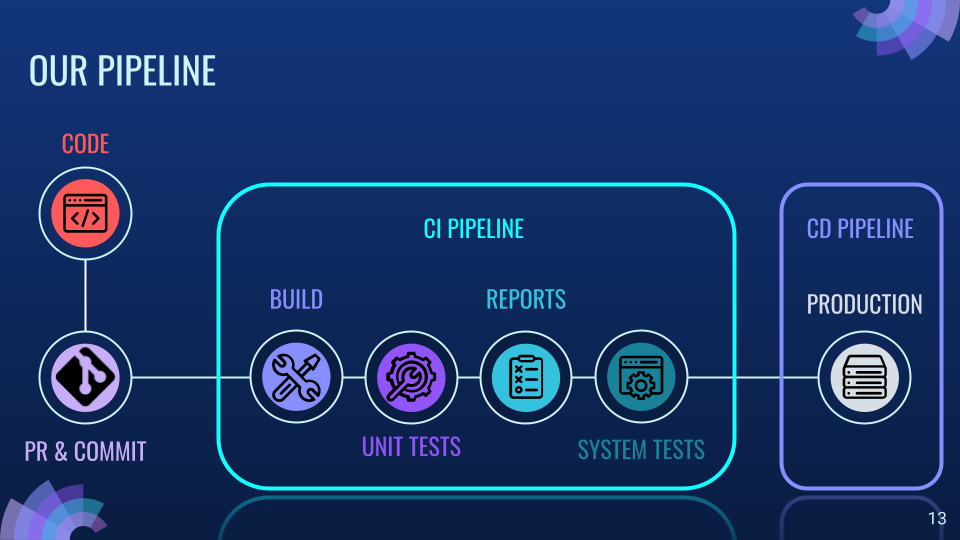 OUR PIPELINE
CODE
CI PIPELINE
CD PIPELINE
BUILD
REPORTS
PRODUCTION
PR & COMMIT
UNIT TESTS
SYSTEM TESTS
13